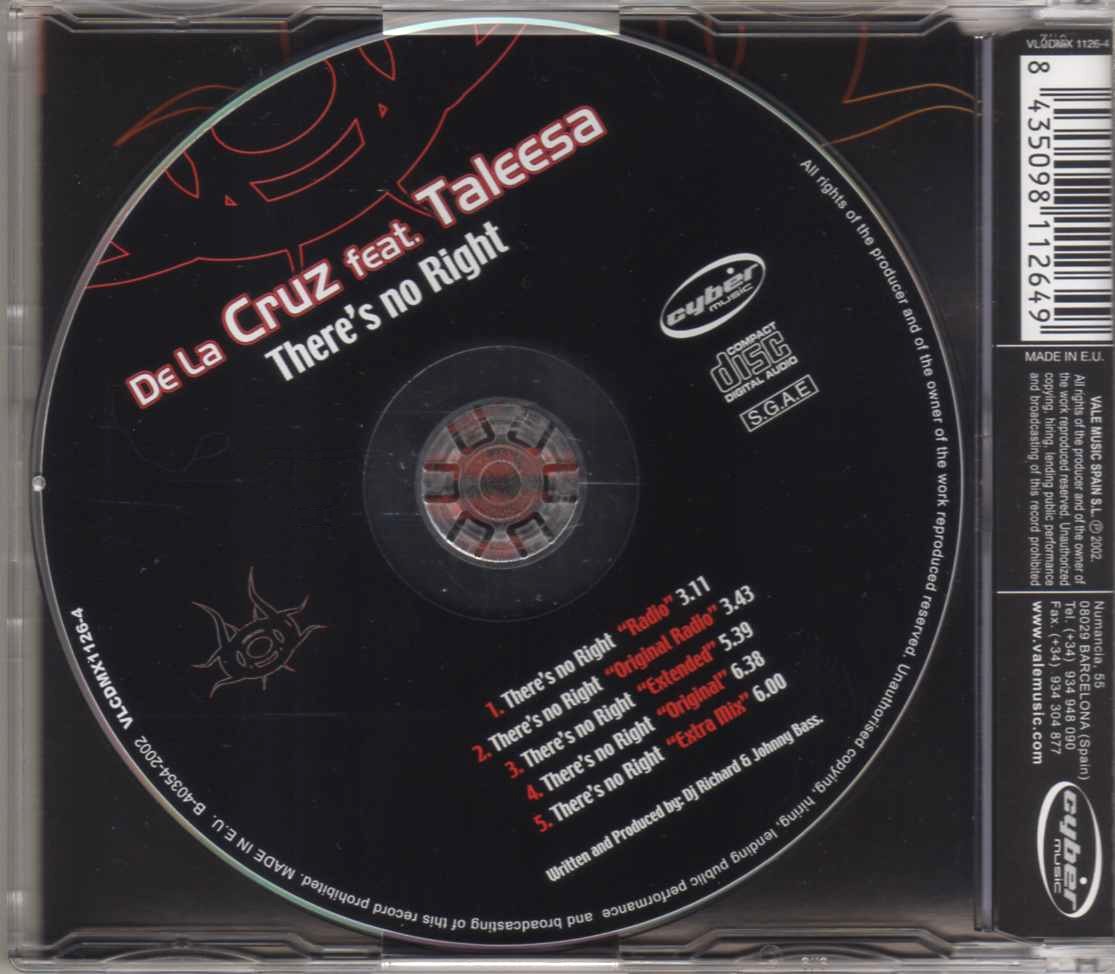 De La Cruz feat. Taleesa
There's no Right
cyber
music
COMPACT
disc
DIGITAL AUDIO
S.G.A.E
1. There's no Right "Radio" 3.11
2. There's no Right "Original Radio" 3.43
3. There's no Right "Extended" 5.39
4. There's no Right "Original" 6.38
5. There's no Right "Extra Mix" 6.00
Written and Produced by: Dj Richard & Johnny Bass.
All rights of the producer and of the owner of the work reproduced reserved. Unauthorised copying, hiring, lending public performance and broadcasting of this record prohibited. MADE IN E.U. B-40354-2002 VLCDMX1126-4
1126-4
8 435098 112649
MADE IN E.U.
VALE MUSIC SPAIN S.L. Ⓟ 2002.
All rights of the producer and of the owner of
the work reproduced reserved. Unauthorized
copying, hiring, lending public performance
and broadcasting of this record prohibited
Numancia, 55
08029 BARCELONA (Spain)
Tel. (+34) 934 948 090
Fax. (+34) 934 304 877
www.valemusic.com
cyber
music